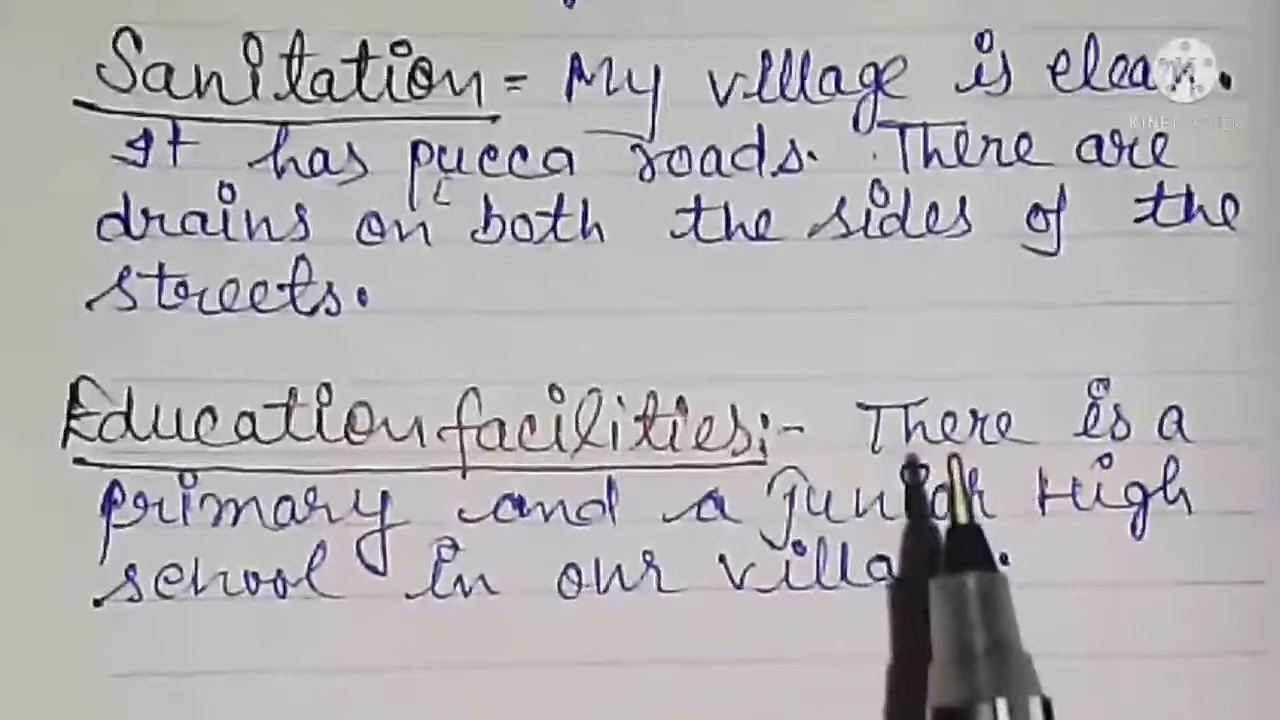 Sanitation = My village is clean.
It has pucca roads. There are
drains on both the sides of the
streets.
Education facilities:- There is a
primary and a Junior High
school in our villa